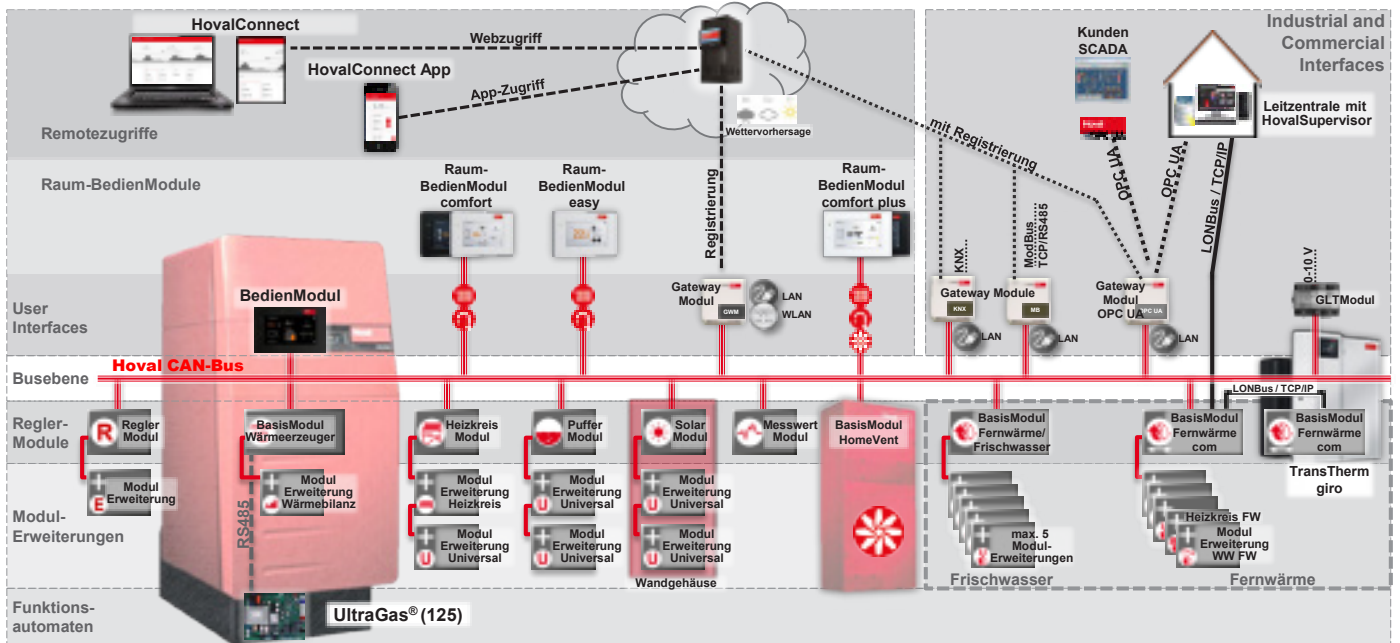 HovalConnect
Webzugriff
HovalConnect App
App-Zugriff
Wettervorhersage
Remotezugriffe
Industrial and
Commercial
Interfaces
Kunden
SCADA
Leitzentrale mit
HovalSupervisor
mit Registrierung
OPC UA
OPC UA
LONBus / TCP/IP
Raum-BedienModule
Raum-
BedienModul
comfort
Raum-
BedienModul
easy
Registrierung
Raum-
BedienModul
comfort plus
KNX
ModBus
TCP/RS485
0-10 V
User
Interfaces
BedienModul
Gateway
Modul
GWM
LAN
WLAN
Gateway Module
KNX
LAN
MB
LAN
Gateway
Modul
OPC UA
OPC UA
LAN
GLTModul
Busebene
Hoval CAN-Bus
LONBus / TCP/IP
Regler-
Module
R
Regler
Modul
BasisModul
Wärmeerzeuger
Heizkreis
Modul
Puffer
Modul
Solar
Modul
Messwert
Modul
BasisModul
HomeVent
BasisModul
Fernwärme/
Frischwasser
BasisModul
Fernwärme
com
BasisModul
Fernwärme
com
TransTherm
giro
Modul-
Erweiterungen
E
Modul
Erweiterung
RS485
Modul
Erweiterung
Wärmebilanz
Modul
Erweiterung
Heizkreis
U
Modul
Erweiterung
Universal
U
Modul
Erweiterung
Universal
U
Modul
Erweiterung
Universal
U
Modul
Erweiterung
Universal
U
Modul
Erweiterung
Universal
Wandgehäuse
max. 5
Modul-
Erweiterungen
Frischwasser
Heizkreis FW
Modul
Erweiterung
WW FW
Fernwärme
Funktions-
automaten
UltraGas® (125)